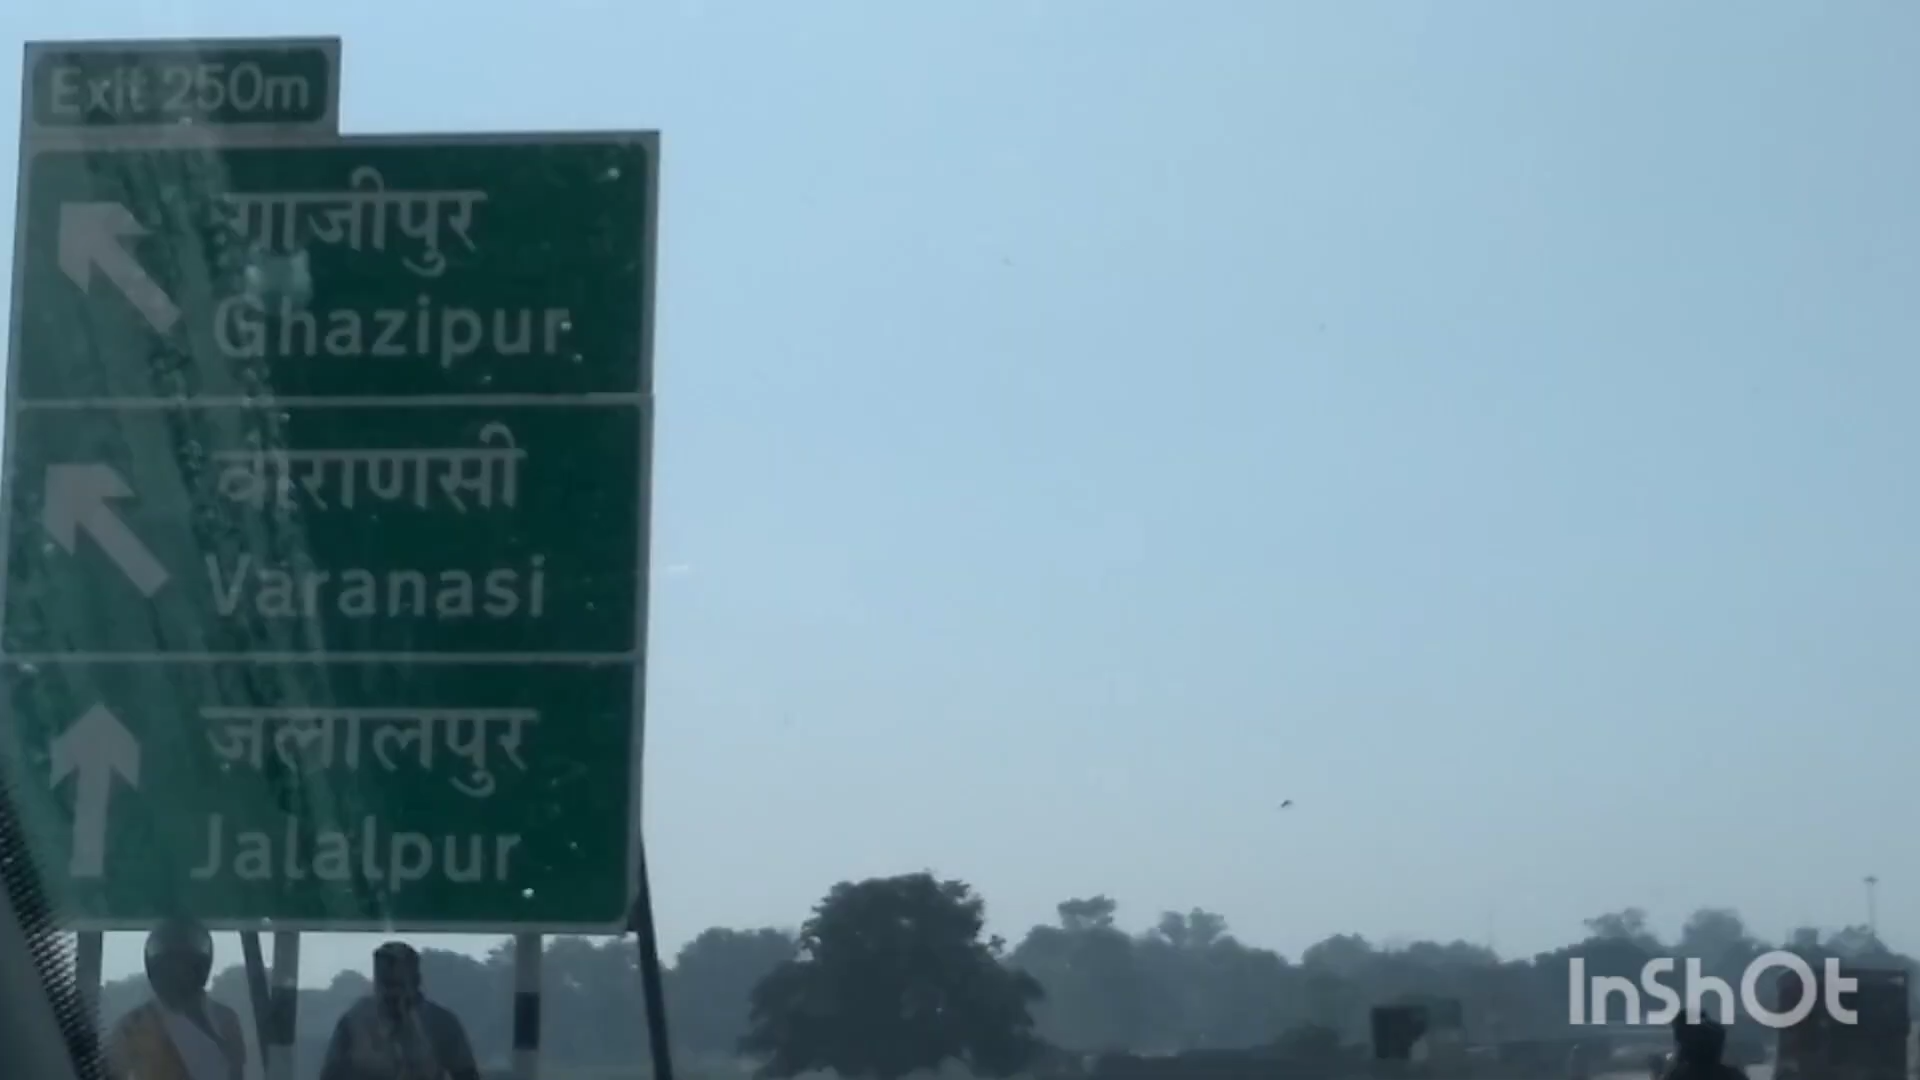 Exit 250m
गाजीपुर
Ghazipur
वाराणसी
Varanasi
जलालपुर
Jalalpur
InShOt